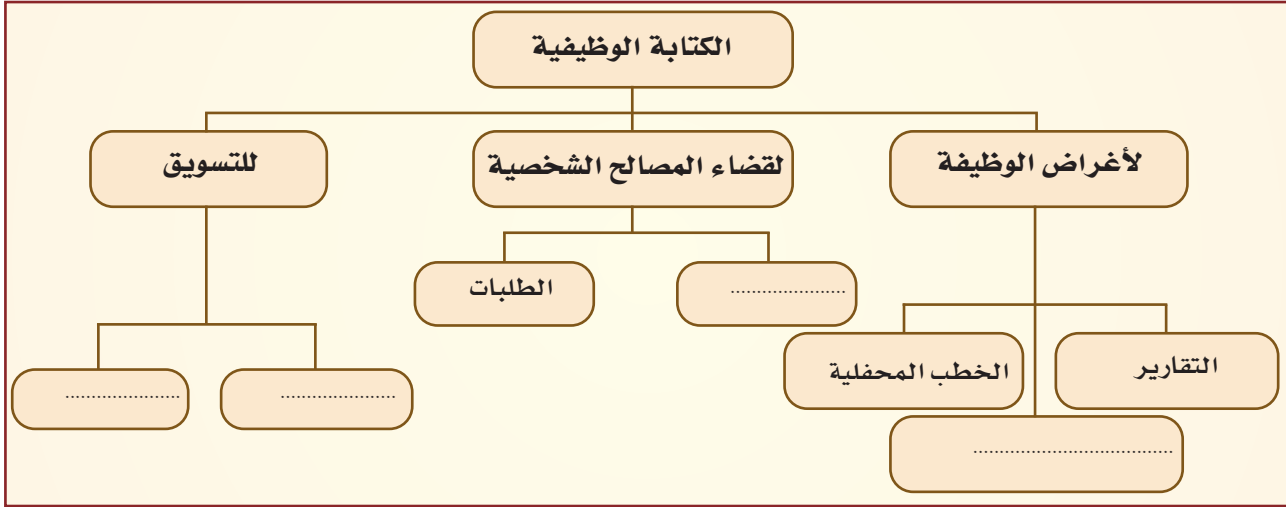 الكتابة الوظيفية
لأغراض الوظيفة
لقضاء المصالح الشخصية
للتسويق
......................
الطلبات
التقارير
الخطب المحفلية
......................
......................
......................................